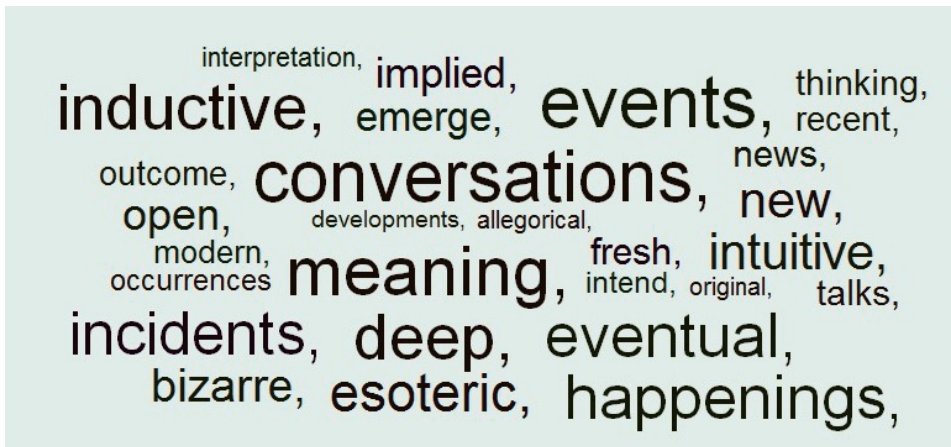 interpretation, implied, thinking,
inductive, emerge, events, recent,
outcome, conversations, news,
open, developments, allegorical, new,
modern, meaning, fresh, intuitive,
occurrences intend, original, talks,
incidents, deep, eventual,
bizarre, esoteric, happenings,